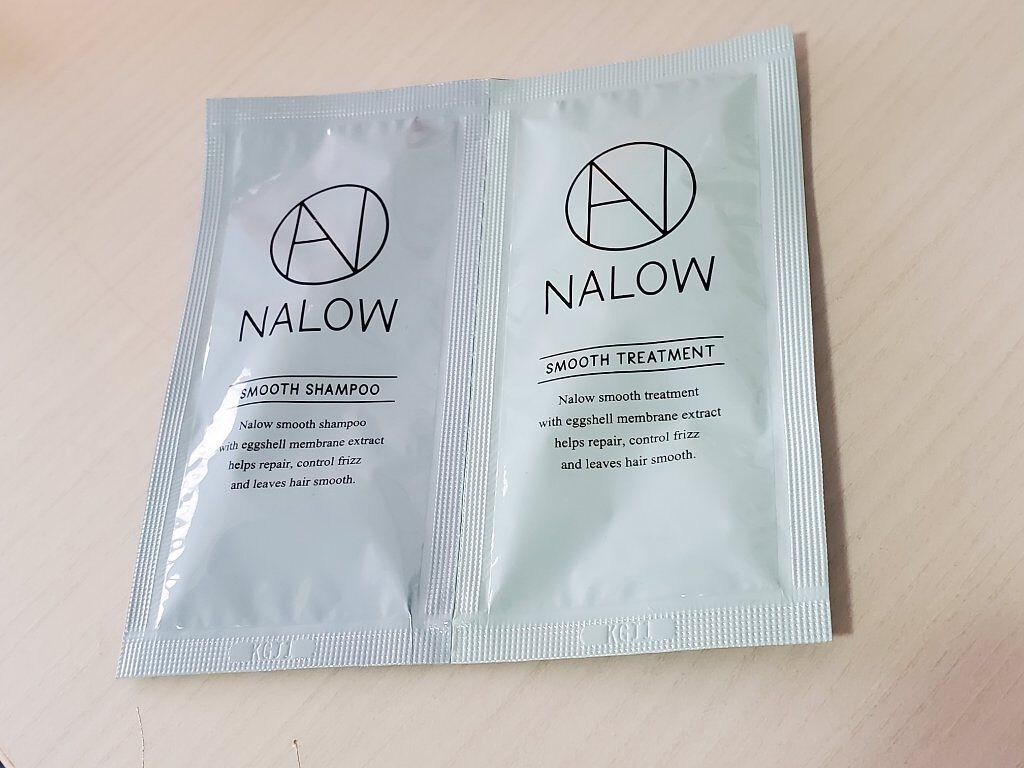 NALOW
SMOOTH SHAMPOO
Nalow smooth shampoo
with eggshell membrane extract
helps repair, control frizz
and leaves hair smooth.
K031
NALOW
SMOOTH TREATMENT
Nalow smooth treatment
with eggshell membrane extract
helps repair, control frizz
and leaves hair smooth.